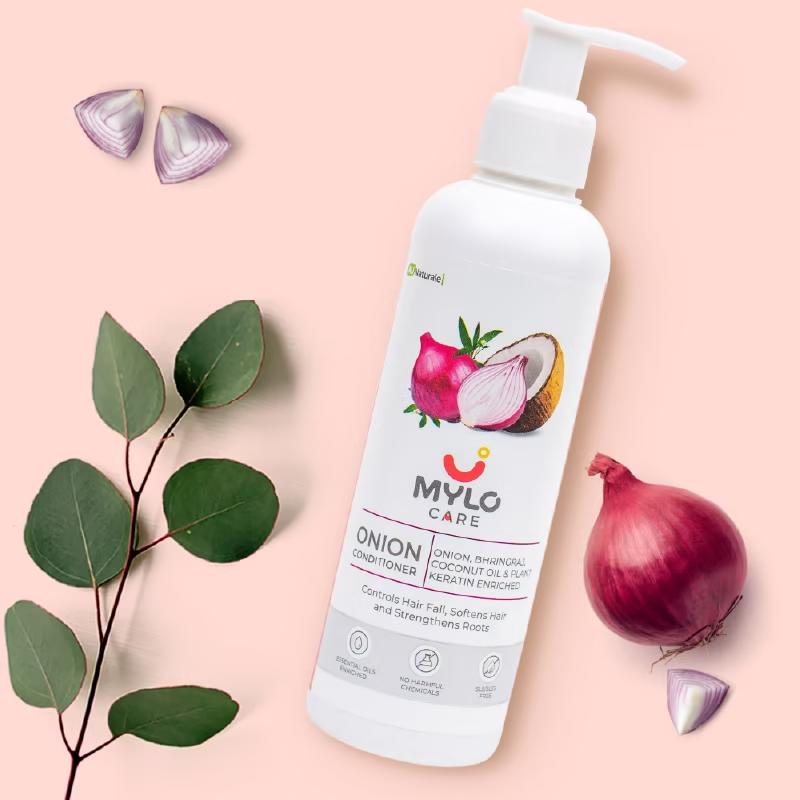 Naturale
MYLO
CARE
ONION
CONDITIONER
ONION, BHRINGRAJ,
COCONUT OIL & PLANT
KERATIN ENRICHED
Controls Hair Fall, Softens Hair
and Strengthens Roots
ESSENTIAL OILS
ENRICHED
NO HARMFUL
CHEMICALS
SLS/SLES
FREE